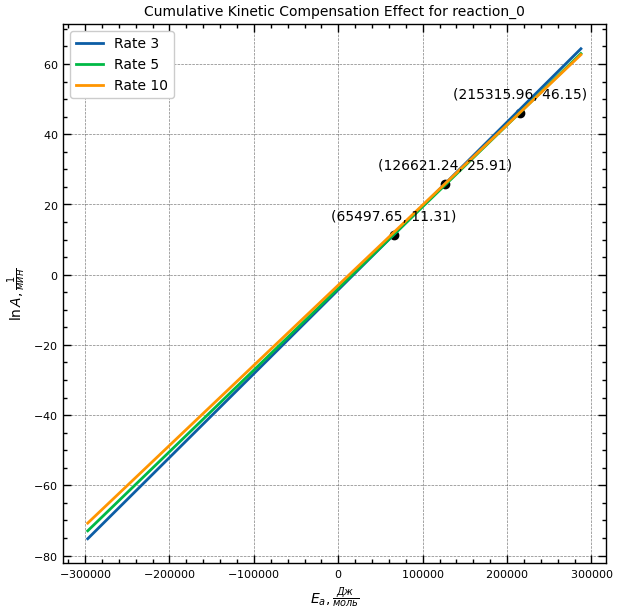 Cumulative Kinetic Compensation Effect for reaction_0
Rate 3
Rate 5
Rate 10
(215315.96, 46.15)
(126621.24, 25.91)
(65497.65, 11.31)
60
40
20
0
−20
−40
−60
−80
ln A, 1/мин
−300000 −200000 −100000 0 100000 200000 300000
Eₐ, Дж/моль